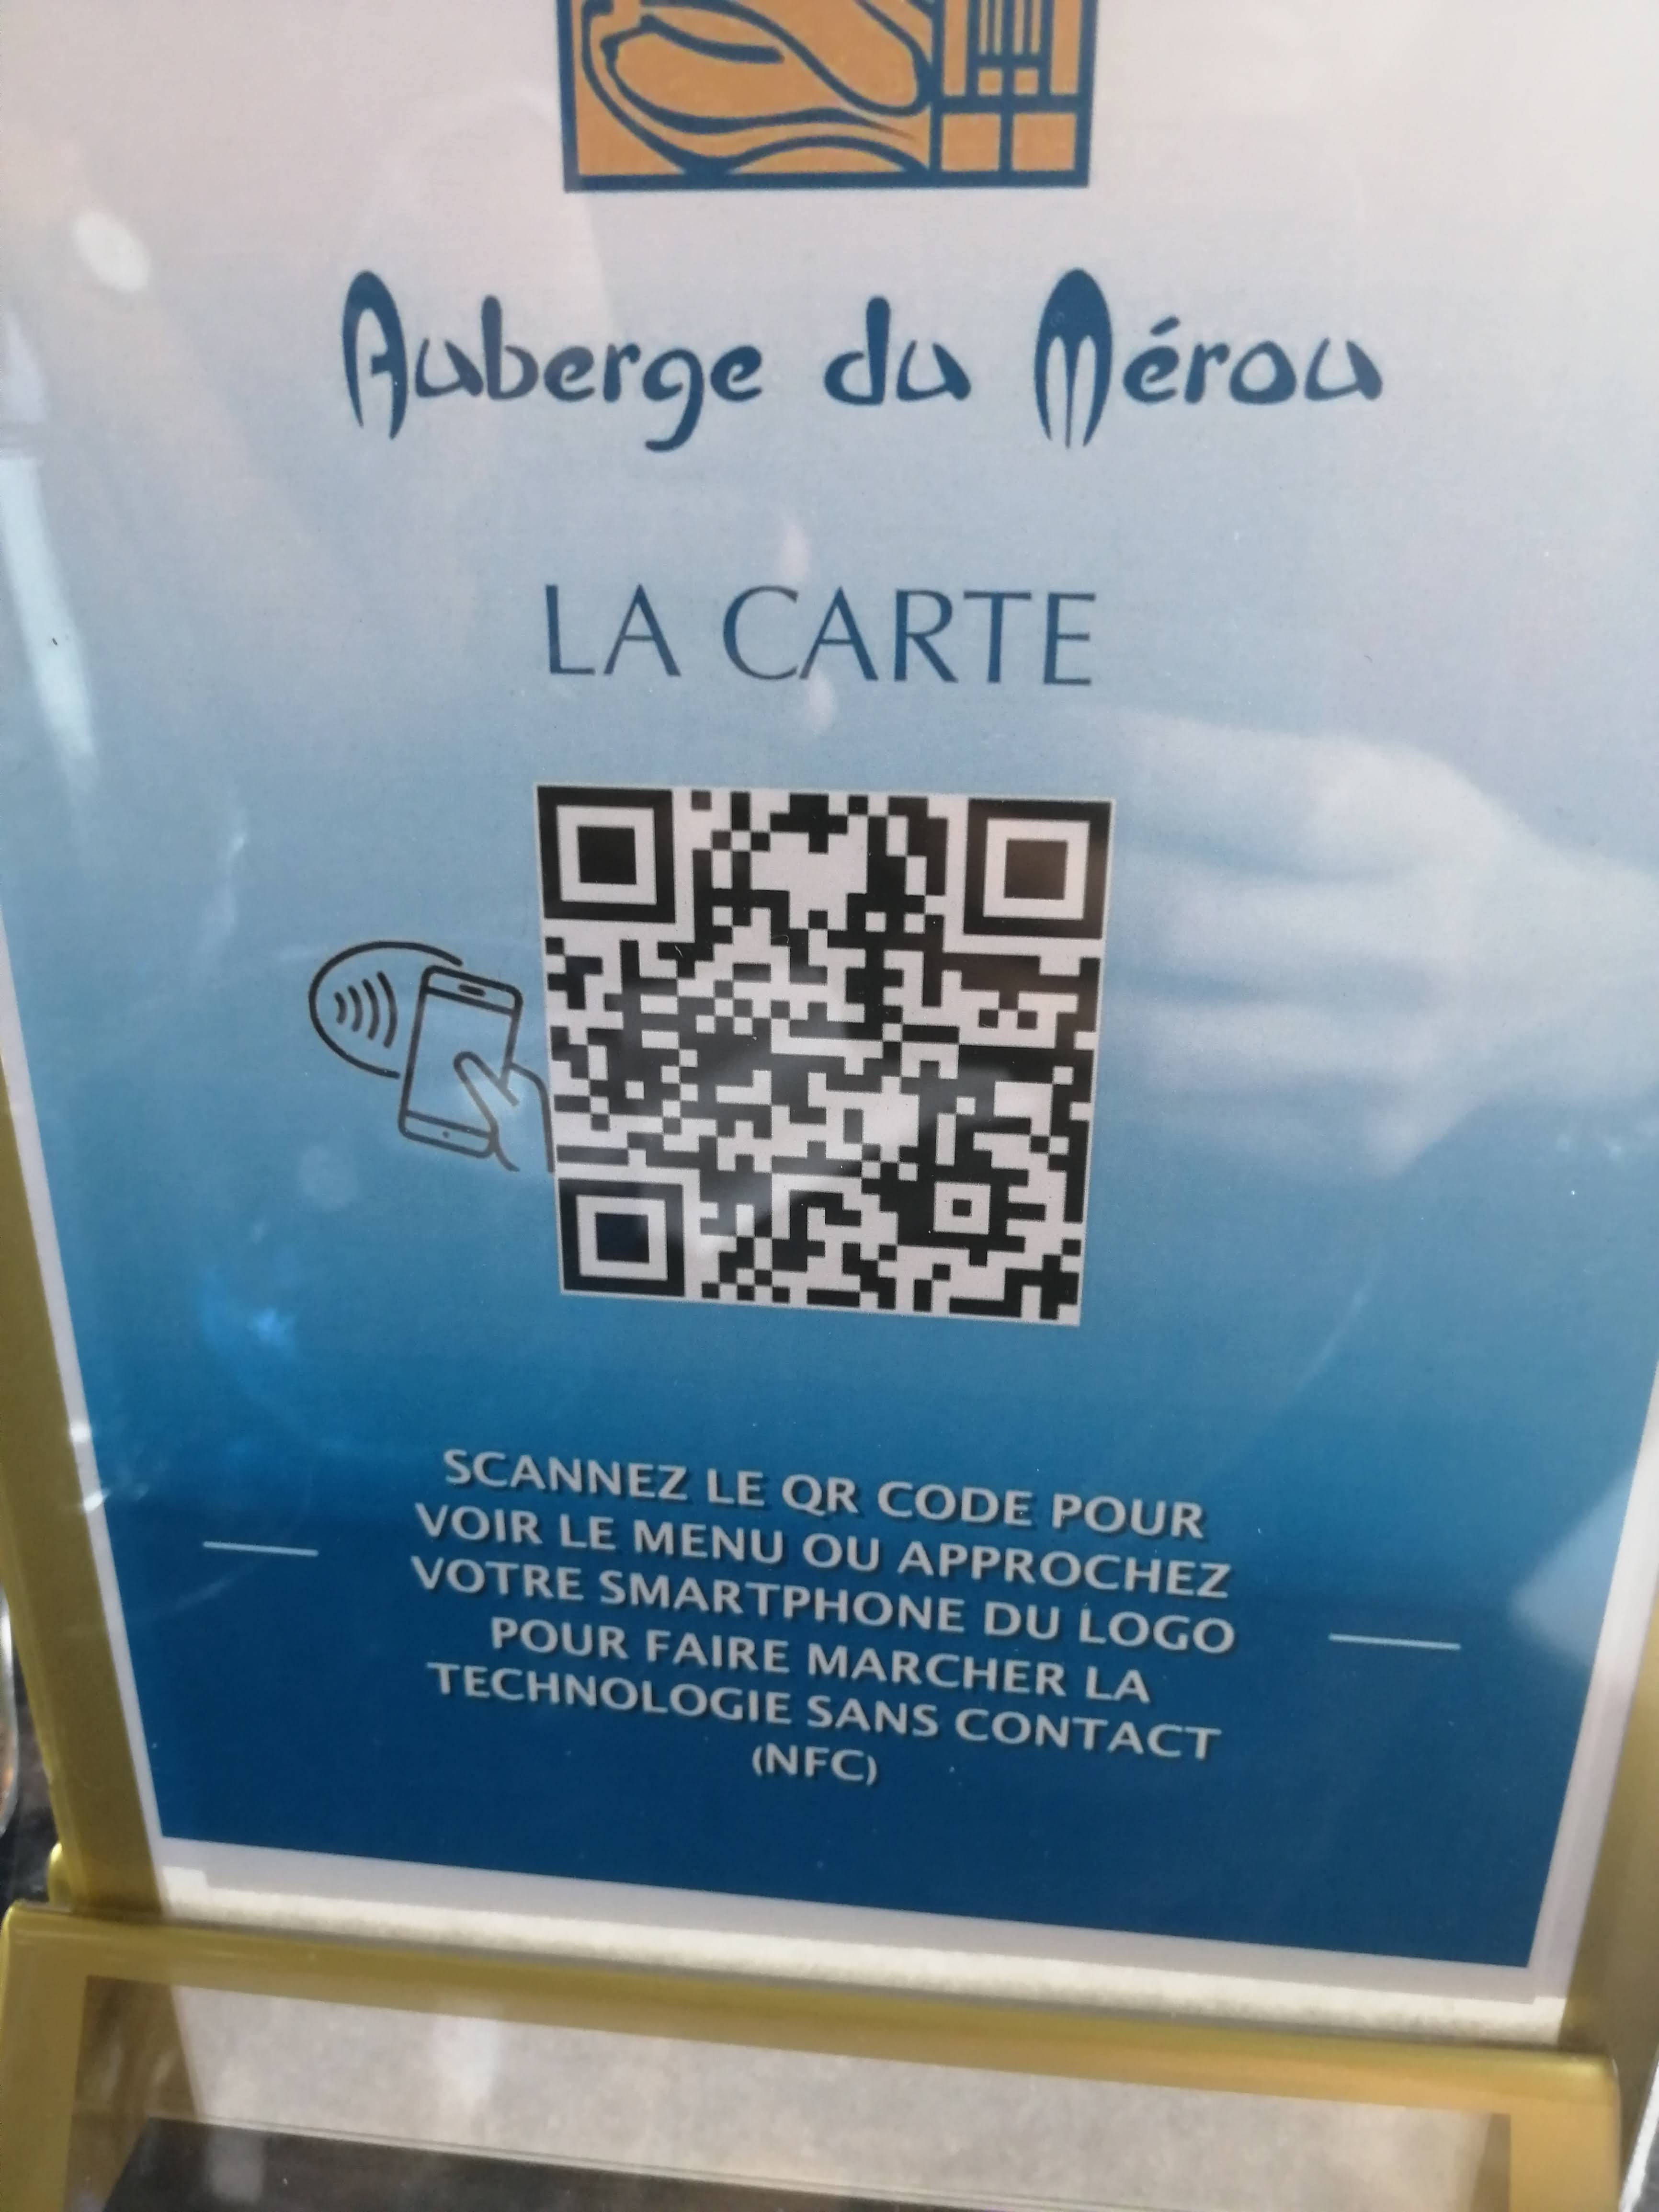 Auberge du Mérou
LA CARTE
SCANNEZ LE QR CODE POUR
VOIR LE MENU OU APPROCHEZ
VOTRE SMARTPHONE DU LOGO
POUR FAIRE MARCHER LA
TECHNOLOGIE SANS CONTACT
(NFC)